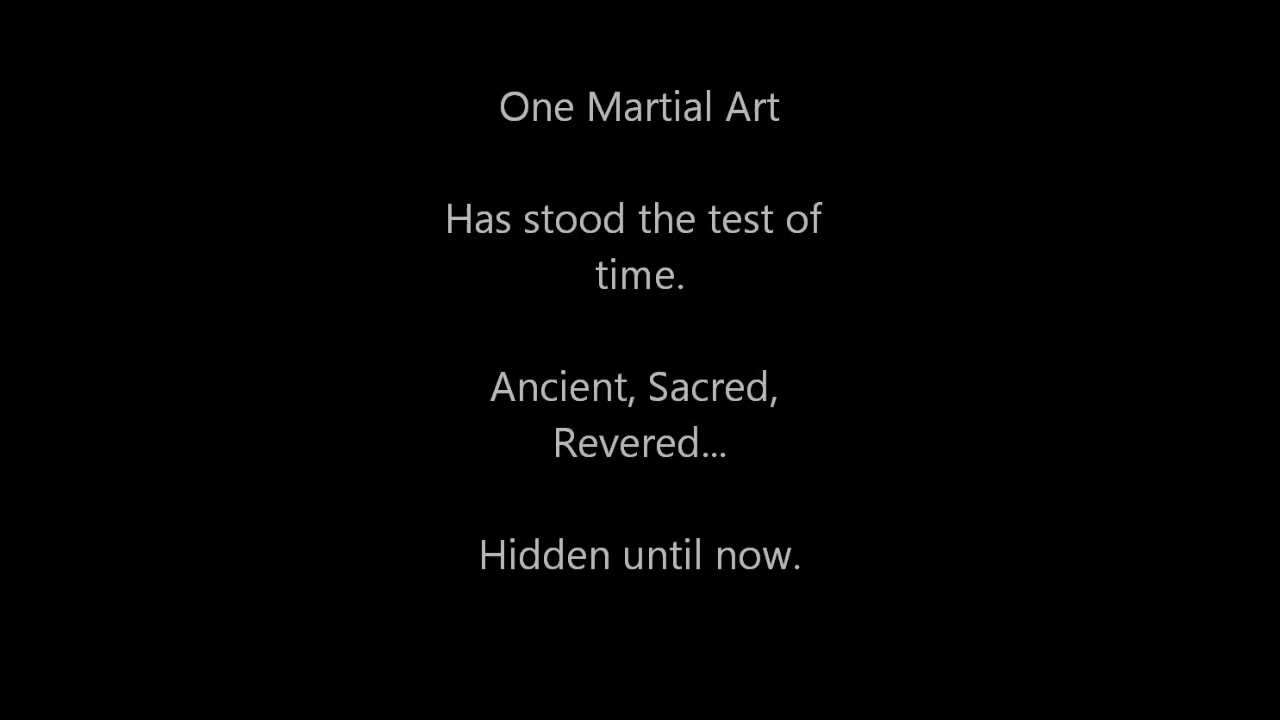 One Martial Art
Has stood the test of
time.
Ancient, Sacred,
Revered...
Hidden until now.